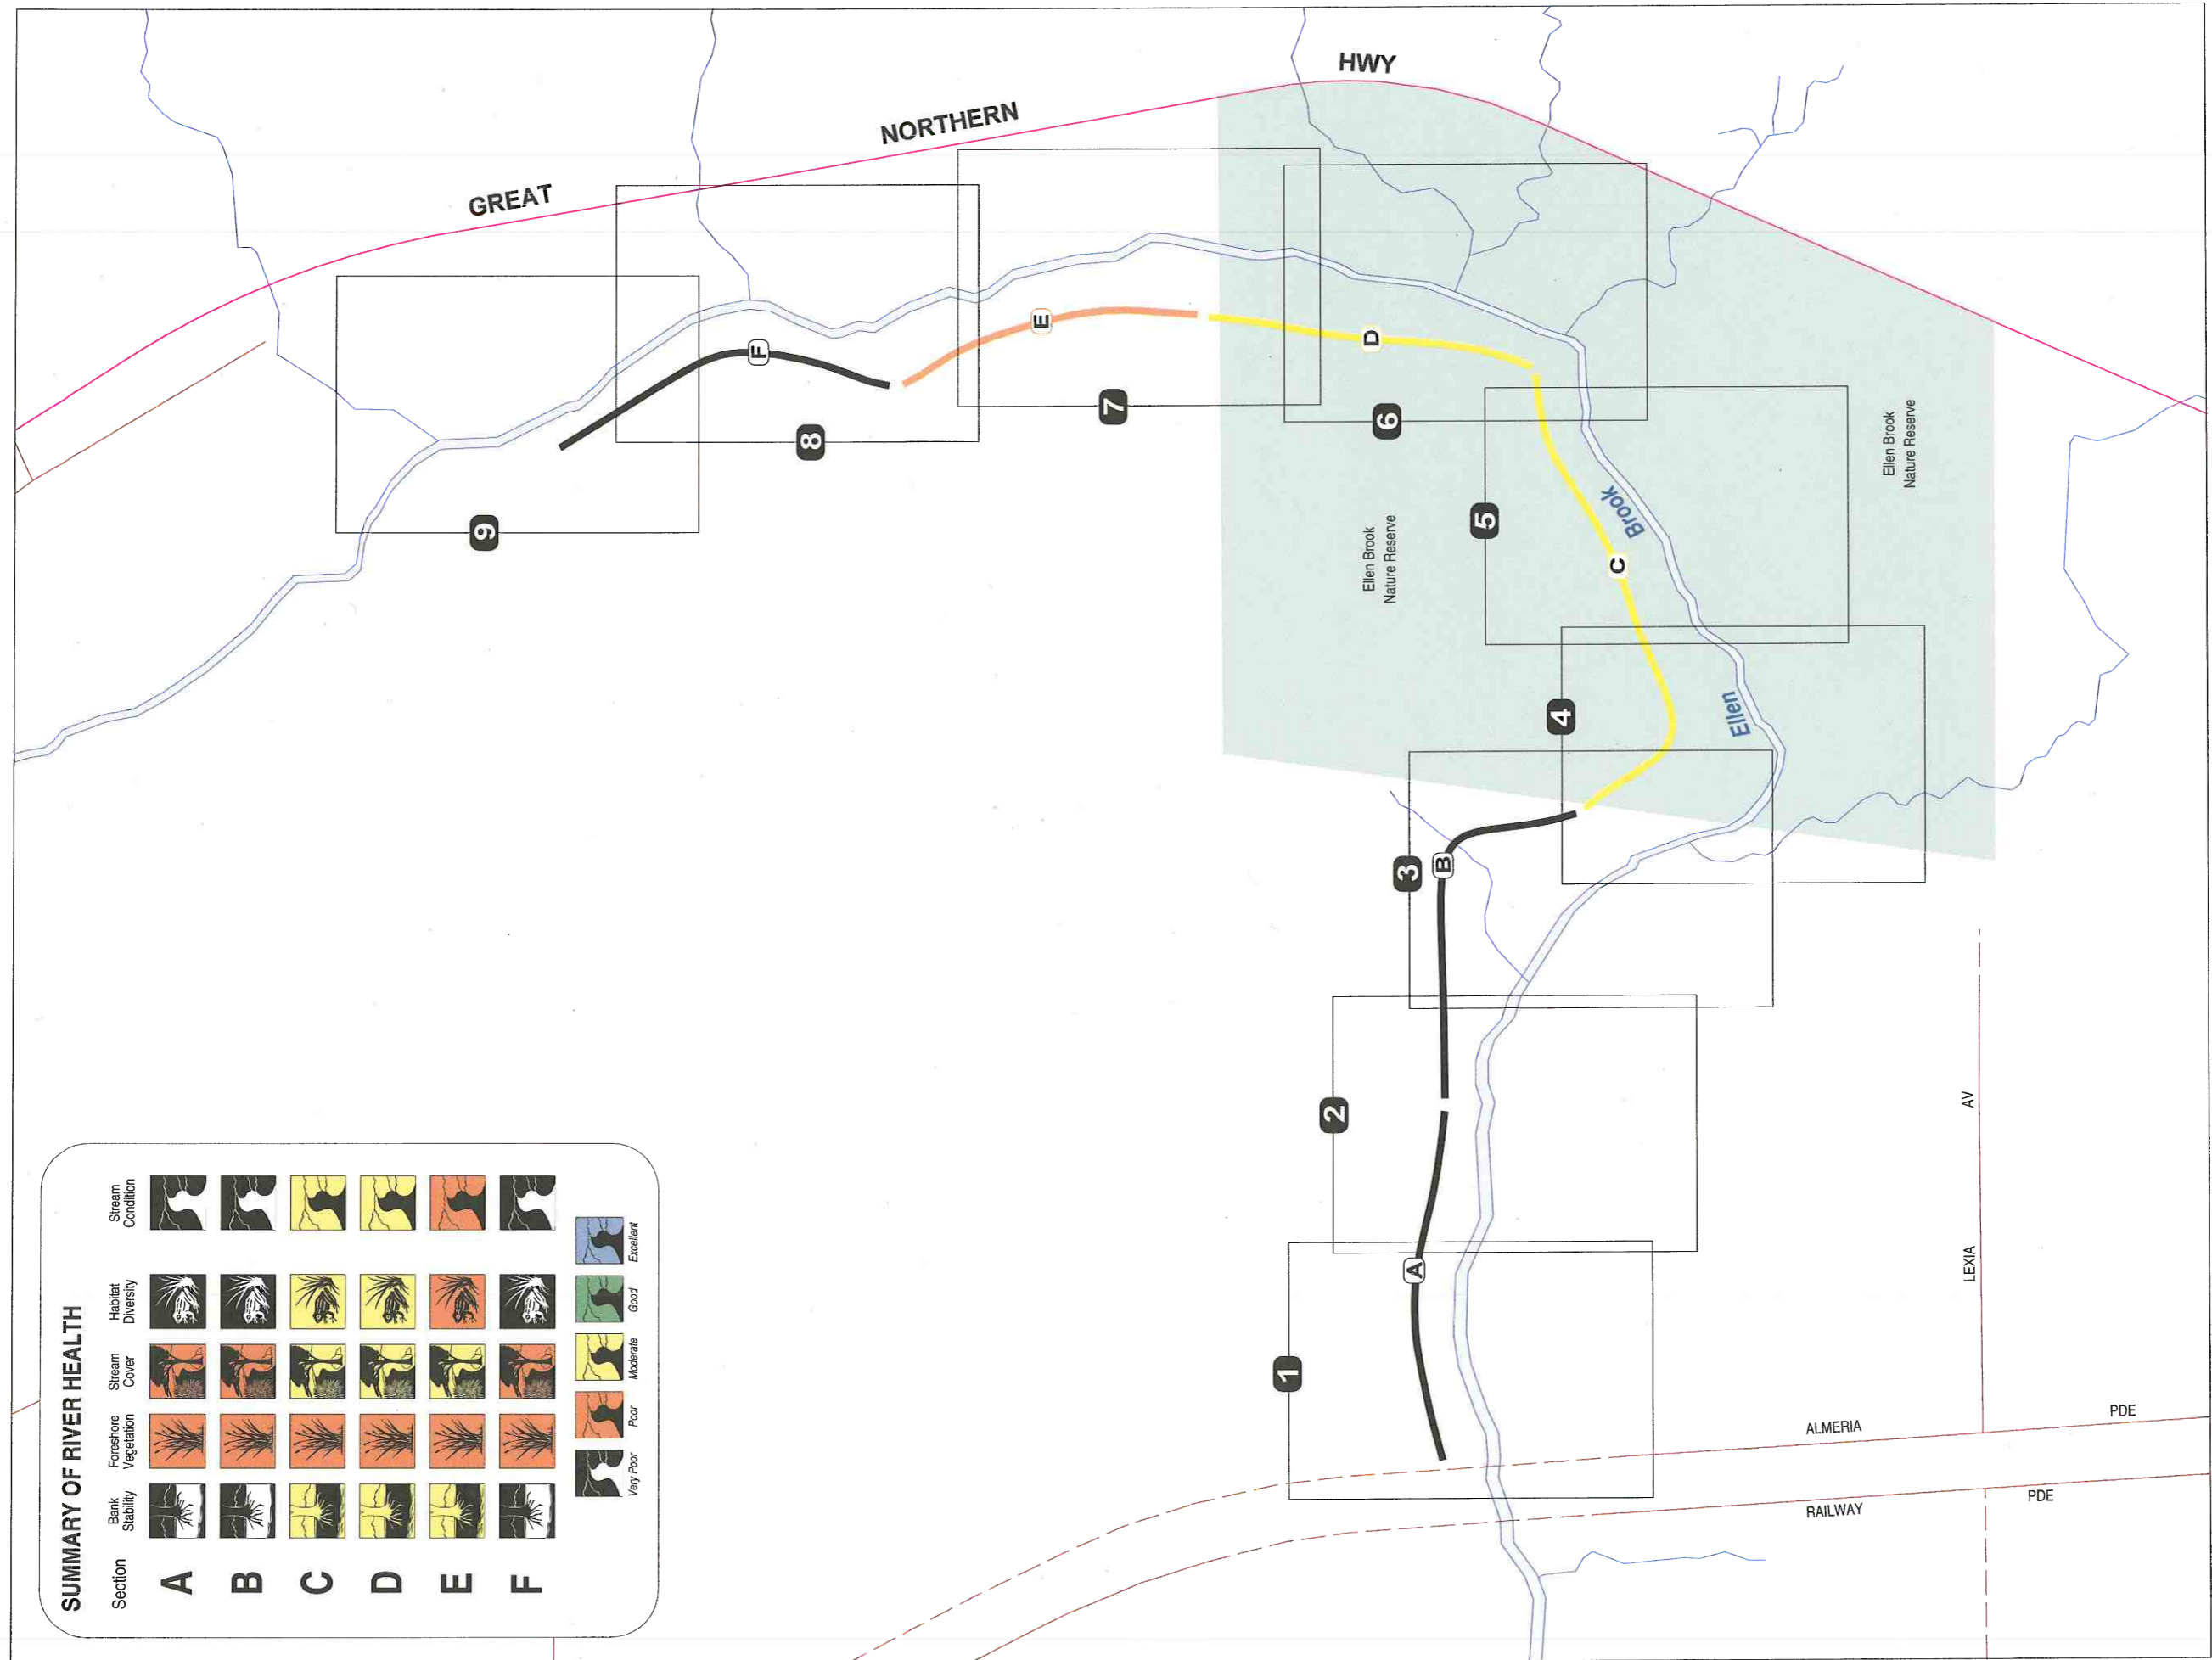 SUMMARY OF RIVER HEALTH
Section
Bank
Stability
Foreshore
Vegetation
Stream
Cover
Habitat
Diversity
Stream
Condition
A
B
C
D
E
F
Very Poor
Poor
Moderate
Good
Excellent
GREAT
NORTHERN
HWY
9
8
7
6
5
4
3
2
1
F
E
D
C
B
A
Ellen Brook
Nature Reserve
Ellen Brook
Nature Reserve
Ellen
Brook
LEXIA
AV
ALMERIA
PDE
RAILWAY
PDE